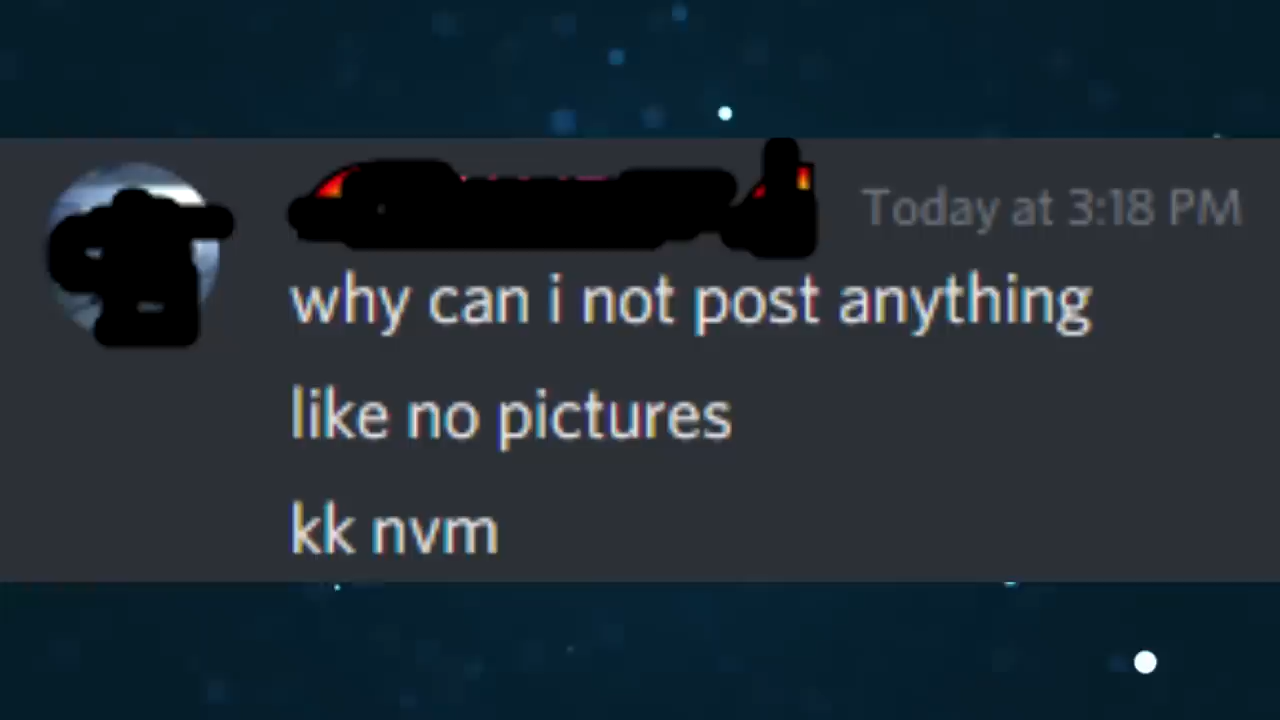 Today at 3:18 PM
why can i not post anything
like no pictures
kk nvm